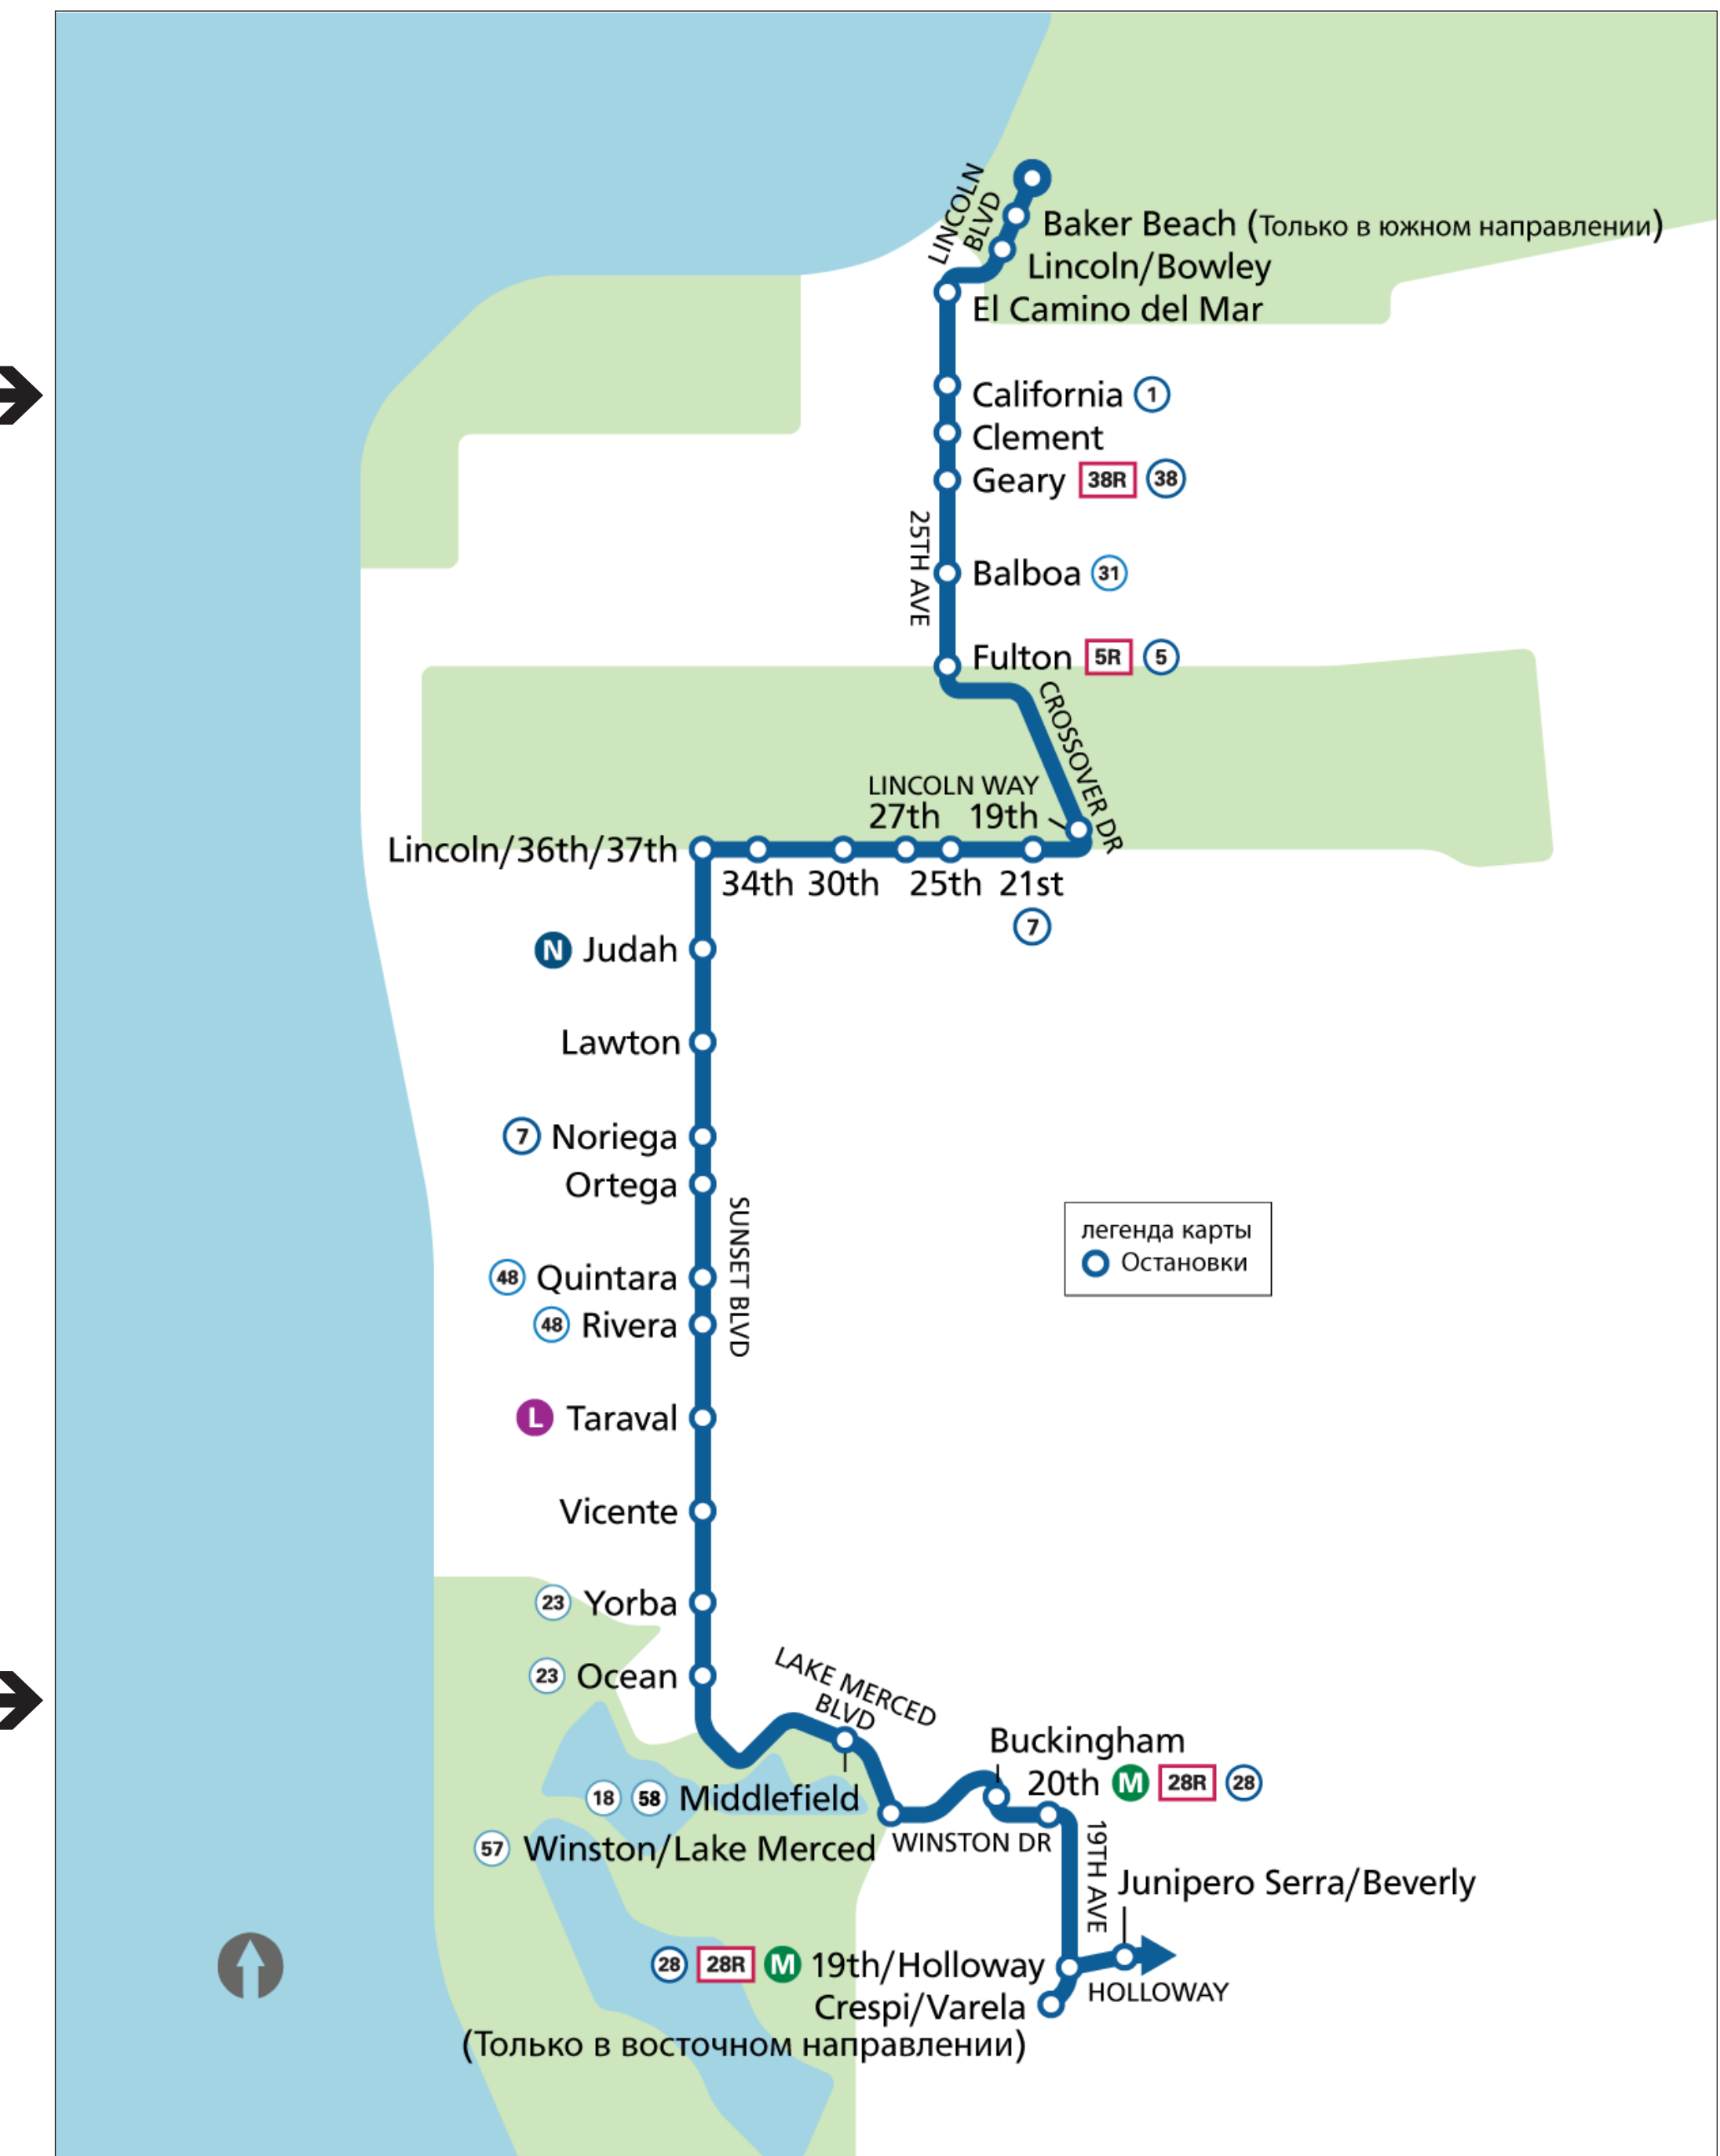 LINCOLN
BLVD
Baker Beach (Только в южном направлении)
Lincoln/Bowley
El Camino del Mar
California 1
Clement
Geary 38R 38
25TH AVE
Balboa 31
Fulton 5R 5
CROSSOVER DR
LINCOLN WAY
27th 19th
Lincoln/36th/37th
34th 30th 25th 21st
7
N Judah
Lawton
7 Noriega
Ortega
SUNSET BLVD
48 Quintara
48 Rivera
легенда карты
Остановки
L Taraval
Vicente
23 Yorba
23 Ocean
LAKE MERCED
BLVD
Buckingham
20th M 28R 28
18 58 Middlefield
57 Winston/Lake Merced
WINSTON DR
19TH AVE
Junipero Serra/Beverly
28 28R M 19th/Holloway
HOLLOWAY
Crespi/Varela
(Только в восточном направлении)